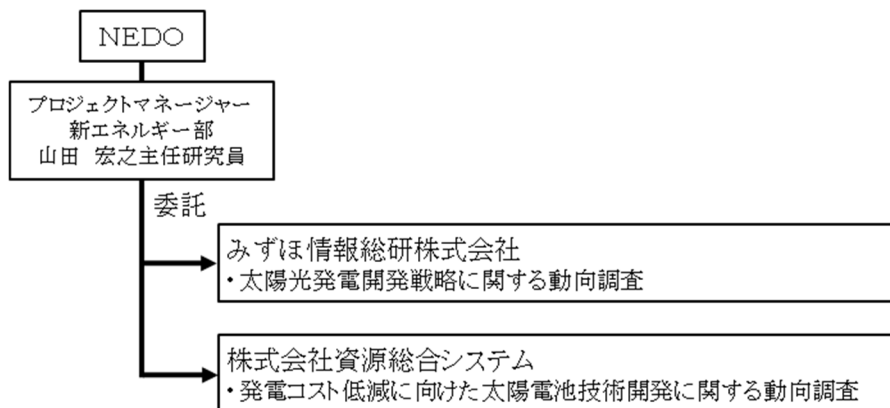 NEDO
プロジェクトマネージャー
新エネルギー部
山田　宏之主任研究員
委託
みずほ情報総研株式会社
・太陽光発電開発戦略に関する動向調査
株式会社資源総合システム
・発電コスト低減に向けた太陽電池技術開発に関する動向調査